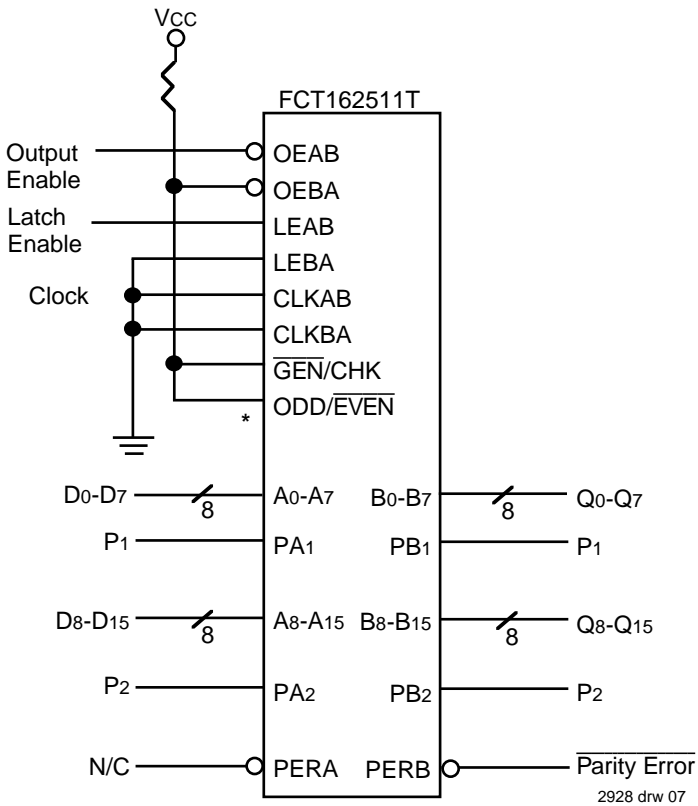 VCC
FCT162511T
Output
Enable
OEAB
OEBA
Latch
Enable
LEAB
LEBA
Clock
CLKAB
CLKBA
GEN/CHK
* ODD/EVEN
D0-D7 8 A0-A7 B0-B7 8 Q0-Q7
P1 PA1 PB1 P1
D8-D15 8 A8-A15 B8-B15 8 Q8-Q15
P2 PA2 PB2 P2
N/C PERA PERB Parity Error
2928 drw 07